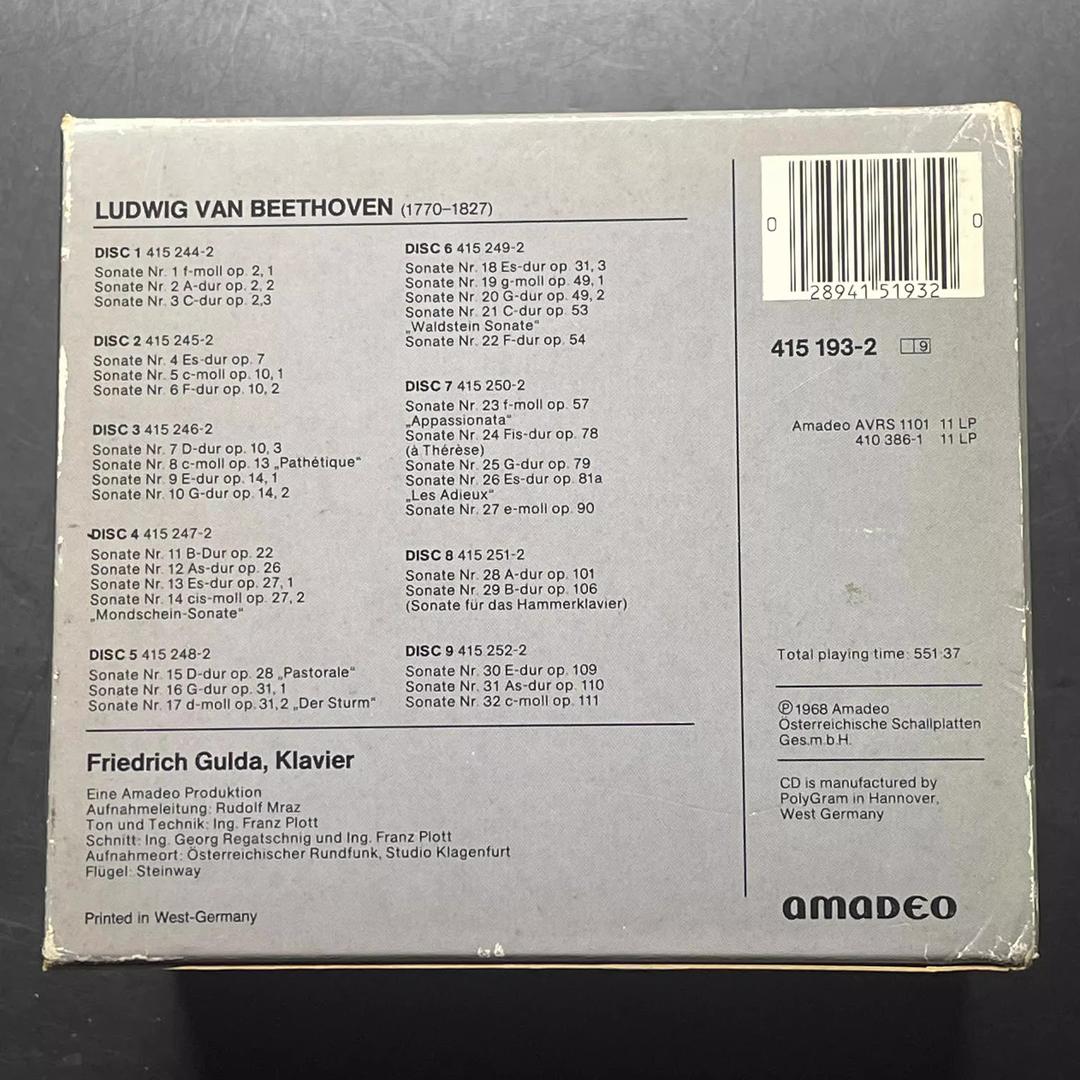 LUDWIG VAN BEETHOVEN (1770–1827)
DISC 1 415 244-2
Sonate Nr. 1 f-moll op. 2, 1
Sonate Nr. 2 A-dur op. 2, 2
Sonate Nr. 3 C-dur op. 2,3
DISC 2 415 245-2
Sonate Nr. 4 Es-dur op. 7
Sonate Nr. 5 c-moll op. 10, 1
Sonate Nr. 6 F-dur op. 10, 2
DISC 3 415 246-2
Sonate Nr. 7 D-dur op. 10, 3
Sonate Nr. 8 c-moll op. 13 „Pathétique“
Sonate Nr. 9 E-dur op. 14, 1
Sonate Nr. 10 G-dur op. 14, 2
DISC 4 415 247-2
Sonate Nr. 11 B-Dur op. 22
Sonate Nr. 12 As-dur op. 26
Sonate Nr. 13 Es-dur op. 27, 1
Sonate Nr. 14 cis-moll op. 27, 2
„Mondschein-Sonate“
DISC 5 415 248-2
Sonate Nr. 15 D-dur op. 28 „Pastorale“
Sonate Nr. 16 G-dur op. 31, 1
Sonate Nr. 17 d-moll op. 31,2 „Der Sturm“
DISC 6 415 249-2
Sonate Nr. 18 Es-dur op. 31, 3
Sonate Nr. 19 g-moll op. 49, 1
Sonate Nr. 20 G-dur op. 49, 2
Sonate Nr. 21 C-dur op. 53
„Waldstein Sonate“
Sonate Nr. 22 F-dur op. 54
DISC 7 415 250-2
Sonate Nr. 23 f-moll op. 57
„Appassionata“
Sonate Nr. 24 Fis-dur op. 78
(à Thérèse)
Sonate Nr. 25 G-dur op. 79
Sonate Nr. 26 Es-dur op. 81a
„Les Adieux“
Sonate Nr. 27 e-moll op. 90
DISC 8 415 251-2
Sonate Nr. 28 A-dur op. 101
Sonate Nr. 29 B-dur op. 106
(Sonate für das Hammerklavier)
DISC 9 415 252-2
Sonate Nr. 30 E-dur op. 109
Sonate Nr. 31 As-dur op. 110
Sonate Nr. 32 c-moll op. 111
Friedrich Gulda, Klavier
Eine Amadeo Produktion
Aufnahmeleitung: Rudolf Mraz
Ton und Technik: Ing. Franz Plott
Schnitt: Ing. Georg Regatschnig und Ing. Franz Plott
Aufnahmeort: Österreichischer Rundfunk, Studio Klagenfurt
Flügel: Steinway
Printed in West-Germany
0 28941 51932 0
415 193-2 9
Amadeo AVRS 1101 11 LP
410 386-1 11 LP
Total playing time: 551:37
Ⓟ 1968 Amadeo
Österreichische Schallplatten
Ges.m.b.H.
CD is manufactured by
PolyGram in Hannover,
West Germany
amadeo